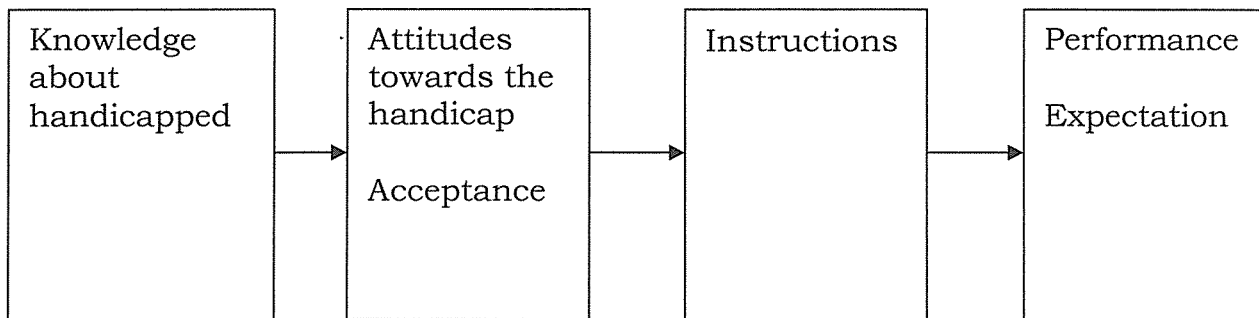 Knowledge
about
handicapped
Attitudes
towards the
handicap
Acceptance
Instructions
Performance
Expectation